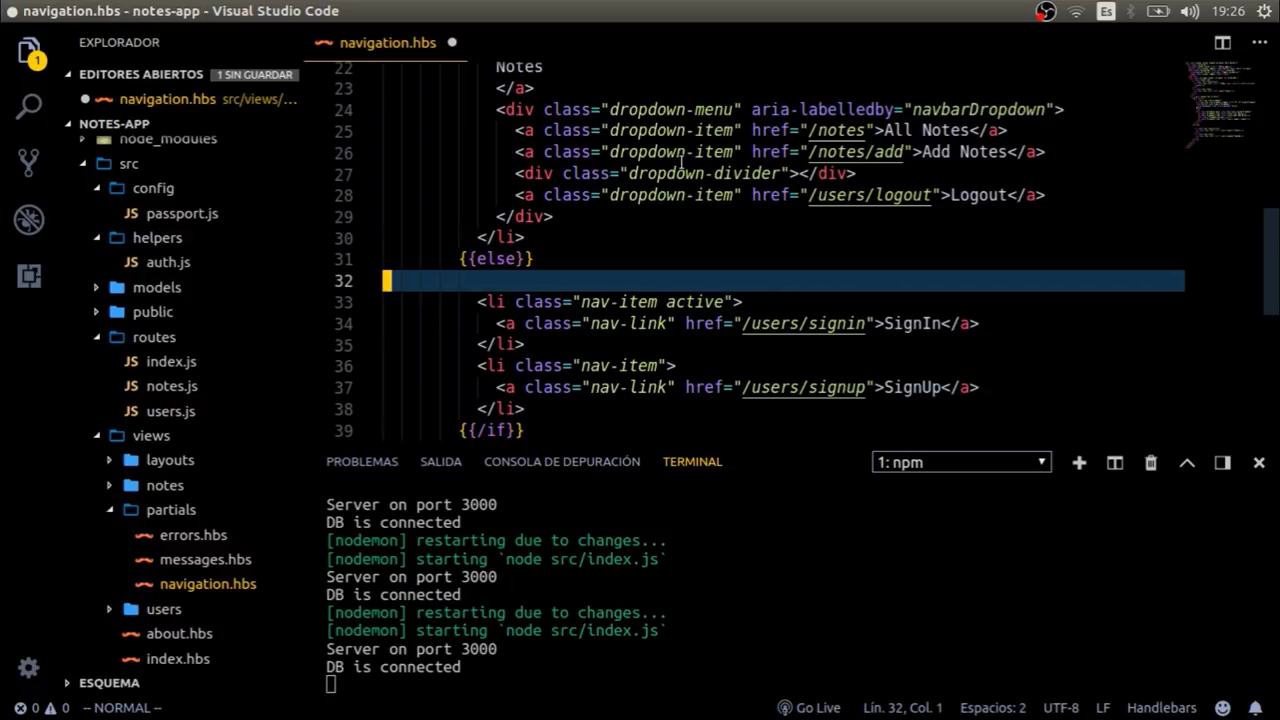 navigation.hbs - notes-app - Visual Studio Code
Es
19:26
EXPLORADOR
1
EDITORES ABIERTOS 1 SIN GUARDAR
navigation.hbs src/views/...
NOTES-APP
node_modules
src
config
JS passport.js
helpers
JS auth.js
models
public
routes
JS index.js
JS notes.js
JS users.js
views
layouts
notes
partials
errors.hbs
messages.hbs
navigation.hbs
users
about.hbs
index.hbs
ESQUEMA
navigation.hbs
22 Notes
23 </a>
24 <div class="dropdown-menu" aria-labelledby="navbarDropdown">
25 <a class="dropdown-item" href="/notes">All Notes</a>
26 <a class="dropdown-item" href="/notes/add">Add Notes</a>
27 <div class="dropdown-divider"></div>
28 <a class="dropdown-item" href="/users/logout">Logout</a>
29 </div>
30 </li>
31 {{else}}
32
33 <li class="nav-item active">
34 <a class="nav-link" href="/users/signin">SignIn</a>
35 </li>
36 <li class="nav-item">
37 <a class="nav-link" href="/users/signup">SignUp</a>
38 </li>
39 {{/if}}
PROBLEMAS SALIDA CONSOLA DE DEPURACIÓN TERMINAL 1: npm
Server on port 3000
DB is connected
[nodemon] restarting due to changes...
[nodemon] starting `node src/index.js`
Server on port 3000
DB is connected
[nodemon] restarting due to changes...
[nodemon] starting `node src/index.js`
Server on port 3000
DB is connected
0 0 -- NORMAL -- Go Live Lín. 32, Col. 1 Espacios: 2 UTF-8 LF Handlebars